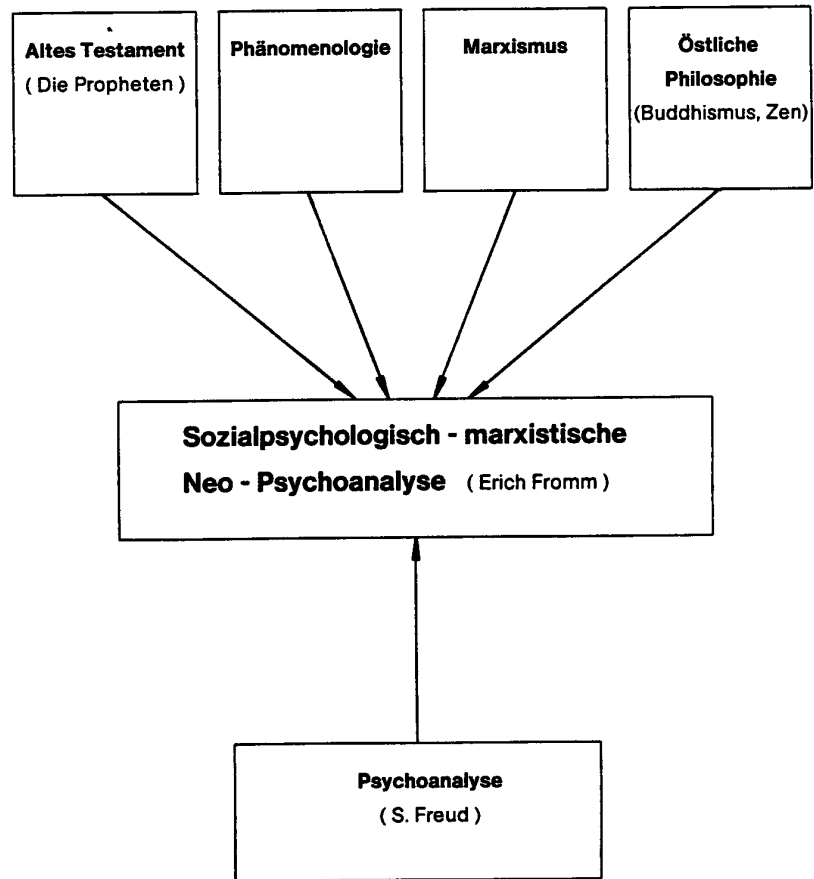 Altes Testament
( Die Propheten )
Phänomenologie
Marxismus
Östliche
Philosophie
(Buddhismus, Zen)
Sozialpsychologisch - marxistische
Neo - Psychoanalyse ( Erich Fromm )
Psychoanalyse
( S. Freud )